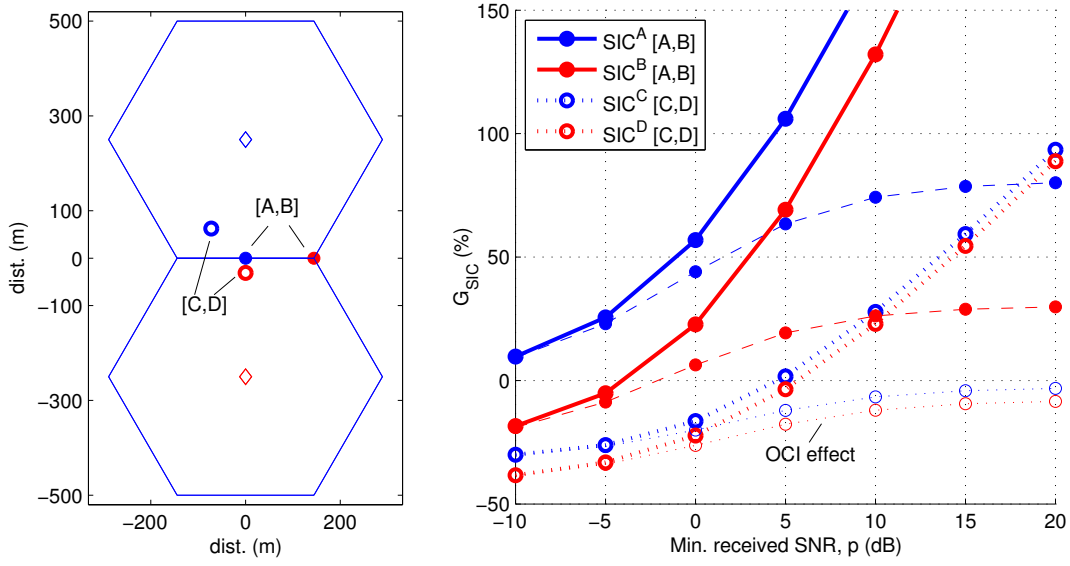 500
300
100
0
−100
−300
−500
−200
0
200
dist. (m)
dist. (m)
[A,B]
[C,D]
150%
100%
50%
0
−50%
−10
−5
0
5
10
15
20
G_SIC (%)
Min. received SNR, p (dB)
SIC^A [A,B]
SIC^B [A,B]
SIC^C [C,D]
SIC^D [C,D]
OCI effect